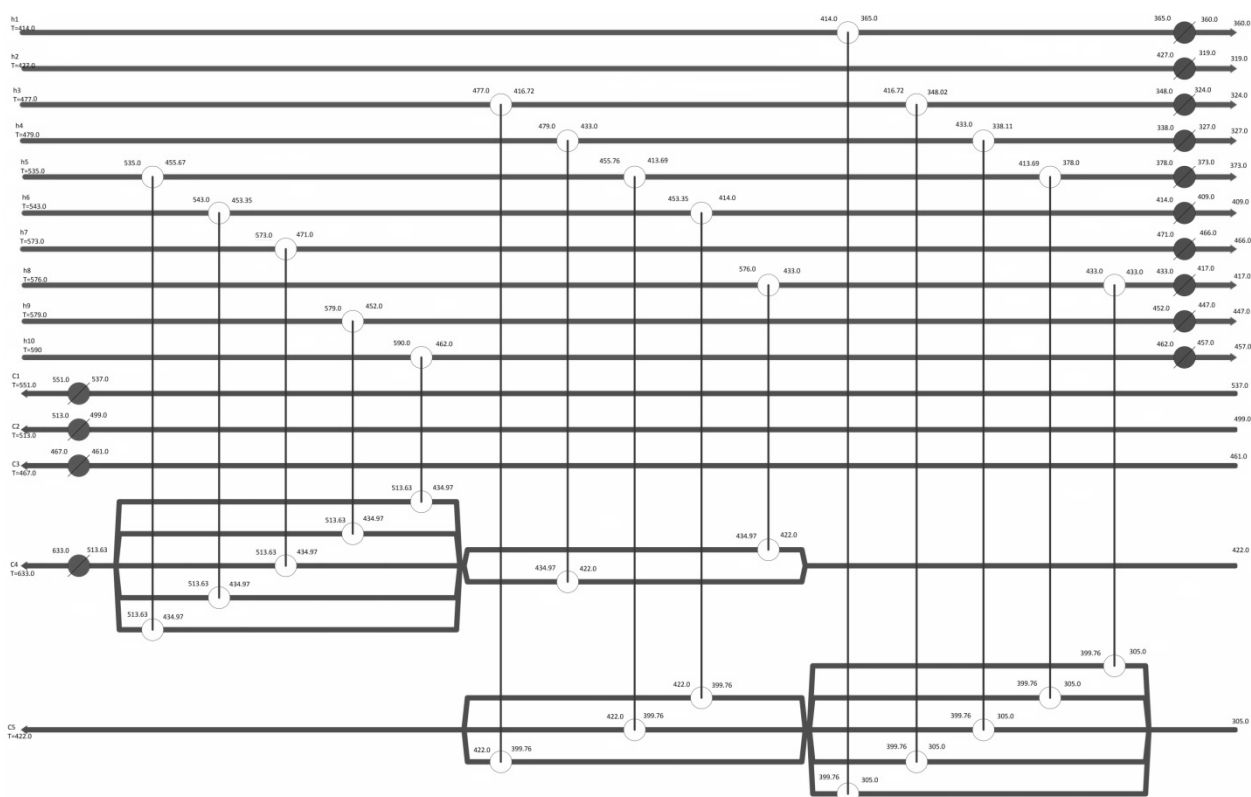 h1
T=414.0
414.0 365.0
365.0 360.0
360.0
h2
T=427.0
427.0 319.0
319.0
h3
T=477.0
477.0 416.72
416.72 348.02
348.0 324.0
324.0
h4
T=479.0
479.0 433.0
433.0 338.11
338.0 327.0
327.0
h5
T=535.0
535.0 455.67
455.76 413.69
413.69 378.0
378.0 373.0
373.0
h6
T=543.0
543.0 453.35
453.35 414.0
414.0 409.0
409.0
h7
T=573.0
573.0 471.0
471.0 466.0
466.0
h8
T=576.0
576.0 433.0
433.0 433.0
433.0 417.0
417.0
h9
T=579.0
579.0 452.0
452.0 447.0
447.0
h10
T=590
590.0 462.0
462.0 457.0
457.0
C1
T=551.0
551.0 537.0
537.0
C2
T=513.0
513.0 499.0
499.0
C3
T=467.0
467.0 461.0
461.0
513.63 434.97
513.63 434.97
C4
T=633.0
633.0 513.63
513.63 434.97
434.97 422.0
422.0
434.97 422.0
513.63 434.97
513.63 434.97
399.76 305.0
422.0 399.76
399.76 305.0
C5
T=422.0
422.0 399.76
399.76 305.0
305.0
422.0 399.76
399.76 305.0
399.76 305.0